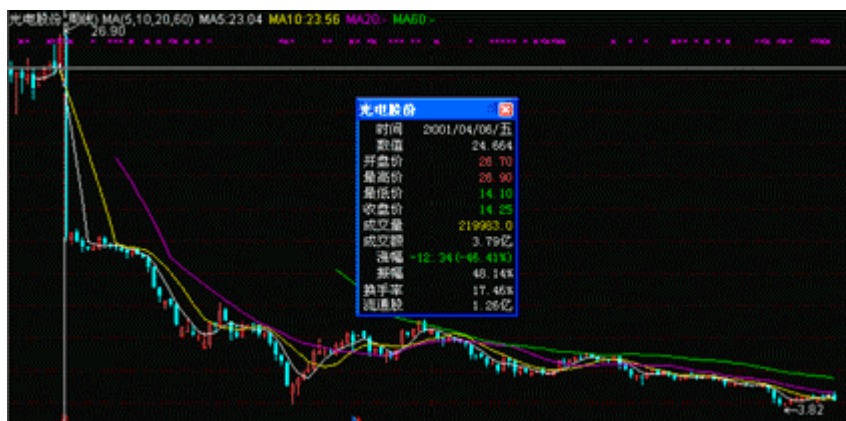 光电股份(周线) MA(5,10,20,60) MA5:23.04 MA10:23.56 MA20:- MA60:-
26.90
光电股份
时间 2001/04/06/五
数值 24.664
开盘价 26.70
最高价 26.90
最低价 14.10
收盘价 14.25
成交量 219963.0
成交额 3.79亿
涨幅 -12.34(-46.41%)
振幅 48.14%
换手率 17.46%
流通股 1.26亿
←3.82